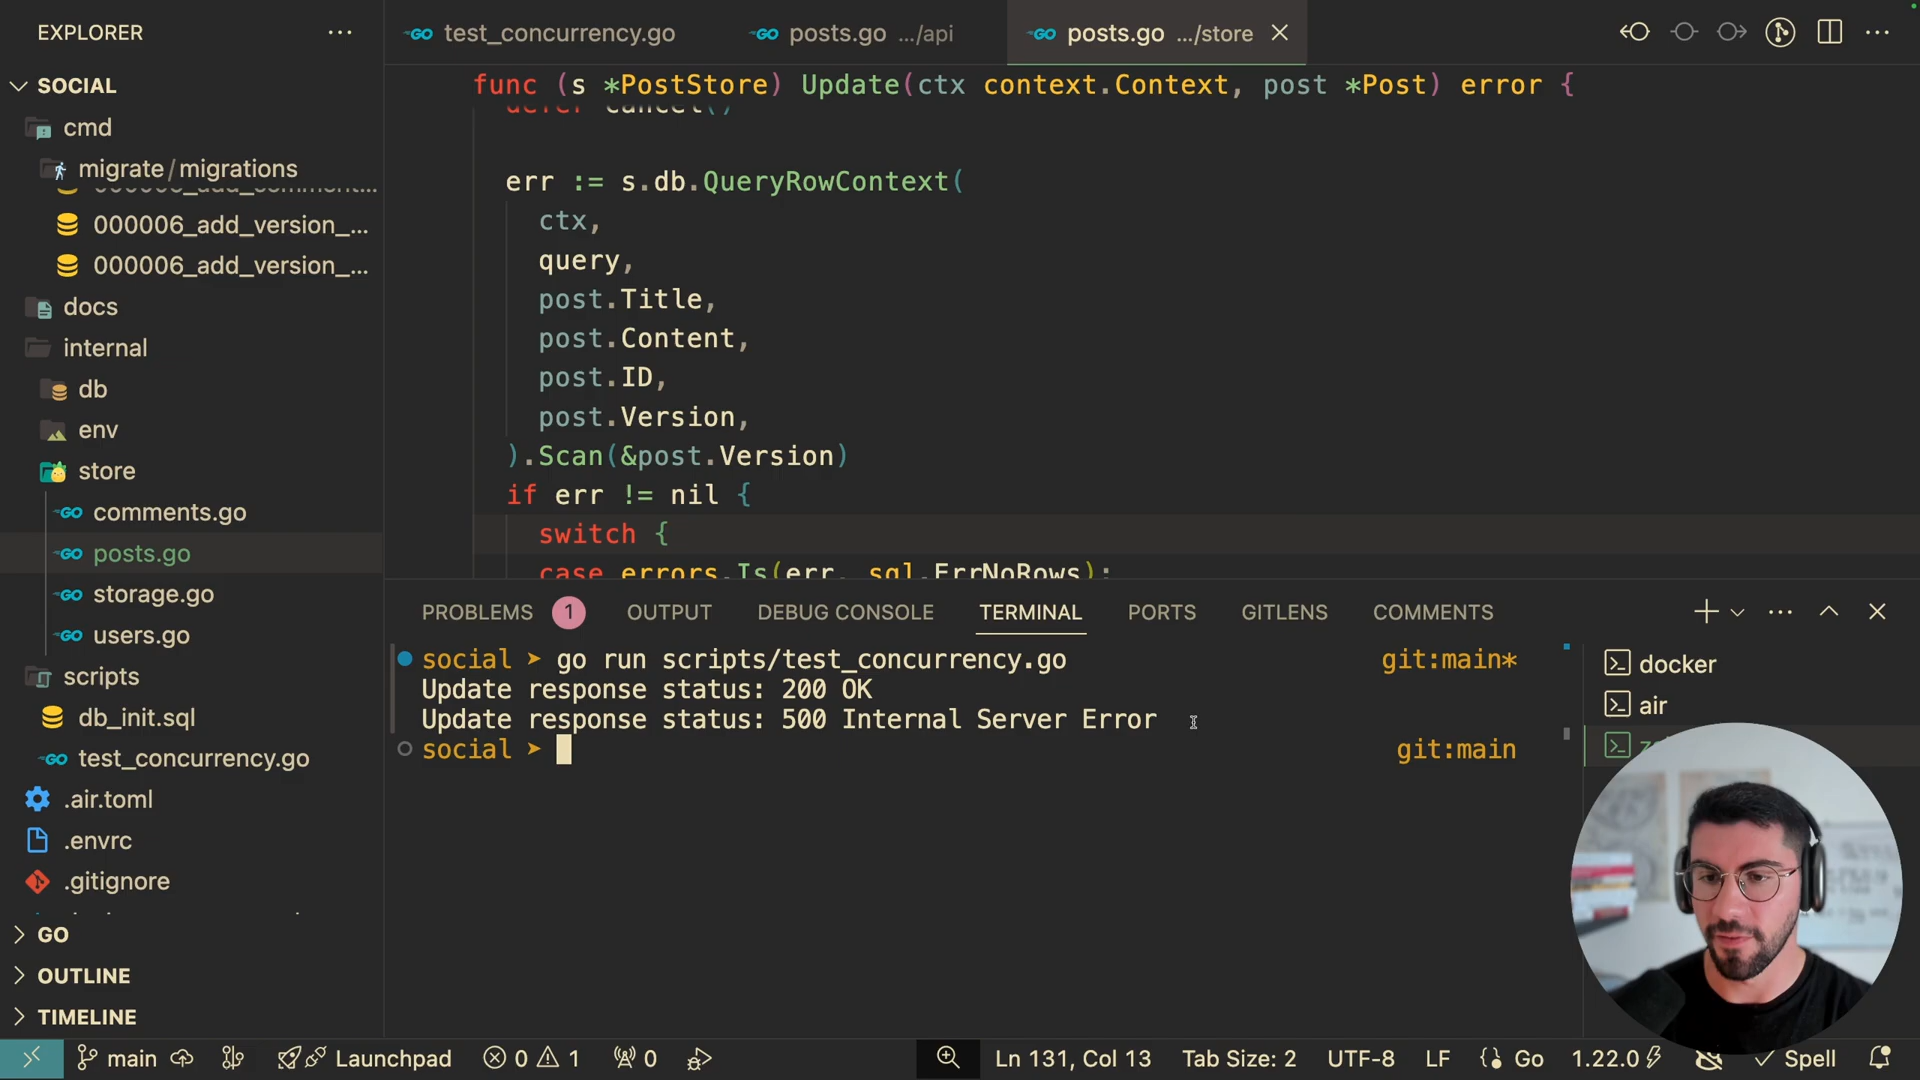 EXPLORER
SOCIAL
cmd
migrate/migrations
000006_add_version_...
000006_add_version_...
docs
internal
db
env
store
comments.go
posts.go
storage.go
users.go
scripts
db_init.sql
test_concurrency.go
.air.toml
.envrc
.gitignore
GO
OUTLINE
TIMELINE
test_concurrency.go
posts.go .../api
posts.go .../store
func (s *PostStore) Update(ctx context.Context, post *Post) error {
defer cancel()
err := s.db.QueryRowContext(
ctx,
query,
post.Title,
post.Content,
post.ID,
post.Version,
).Scan(&post.Version)
if err != nil {
switch {
case errors.Is(err, sql.ErrNoRows):
PROBLEMS 1 OUTPUT DEBUG CONSOLE TERMINAL PORTS GITLENS COMMENTS
social ➤ go run scripts/test_concurrency.go git:main*
Update response status: 200 OK
Update response status: 500 Internal Server Error
social ➤ git:main
docker
air
main Launchpad 0 1 0 Ln 131, Col 13 Tab Size: 2 UTF-8 LF Go 1.22.0 Spell